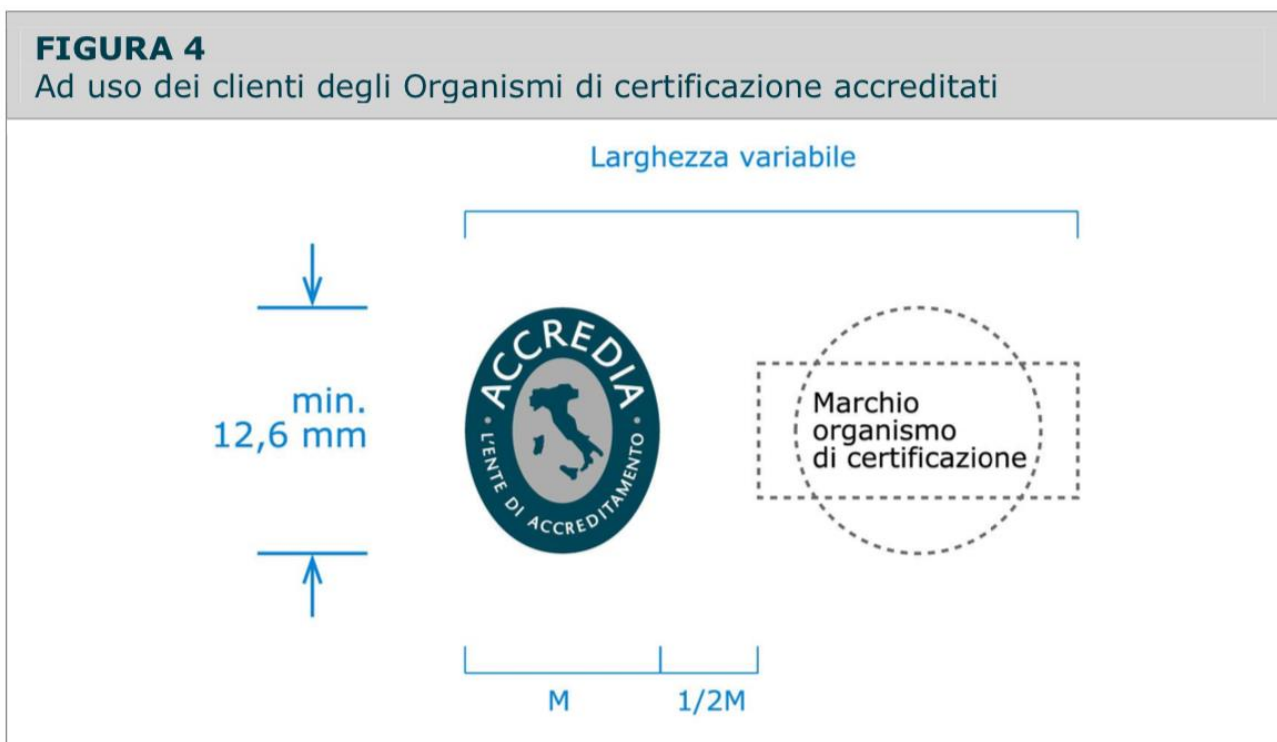 FIGURA 4
Ad uso dei clienti degli Organismi di certificazione accreditati
Larghezza variabile
min.
12,6 mm
ACCREDIA
· L'ENTE DI ACCREDITAMENTO ·
Marchio
organismo
di certificazione
M
1/2M